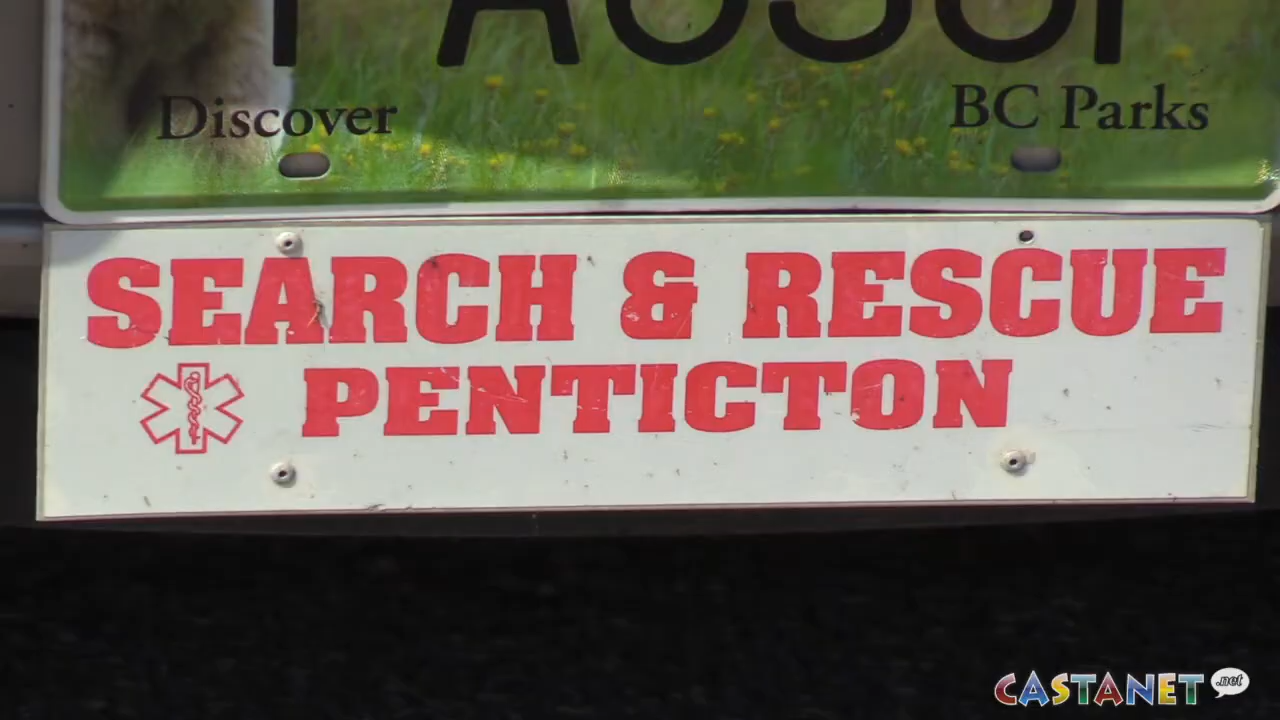 Discover BC Parks
SEARCH & RESCUE
PENTICTON
CASTANET.net